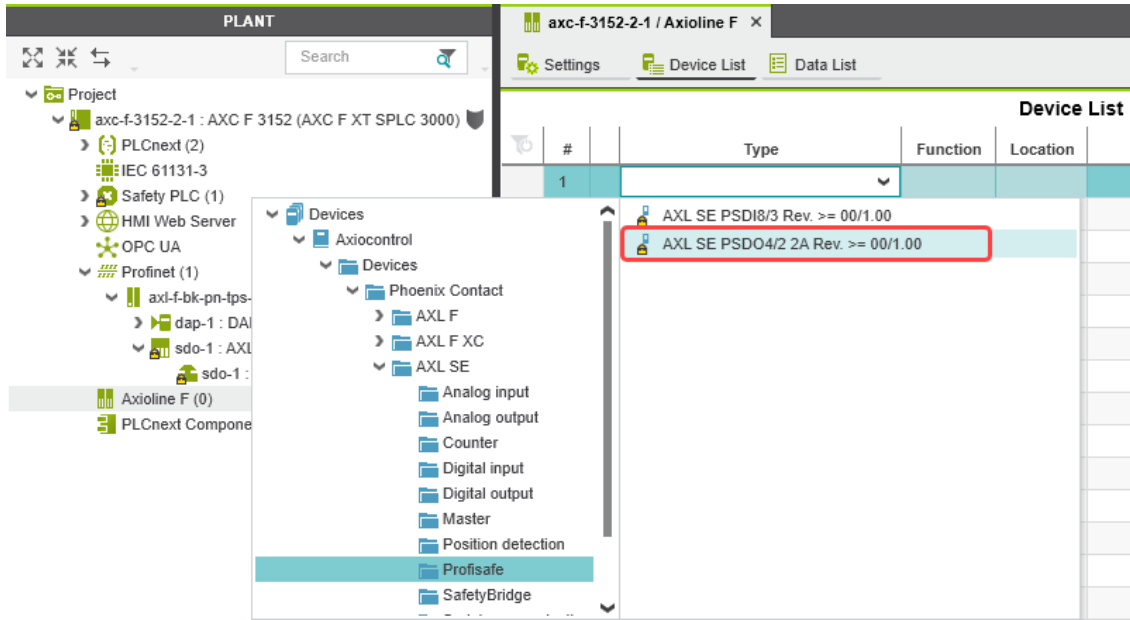 PLANT
Search
Project
axc-f-3152-2-1 : AXC F 3152 (AXC F XT SPLC 3000)
PLCnext (2)
IEC 61131-3
Safety PLC (1)
HMI Web Server
OPC UA
Profinet (1)
axl-f-bk-pn-tps-
dap-1 : DAI
sdo-1 : AXL
sdo-1 :
Axioline F (0)
PLCnext Compone
axc-f-3152-2-1 / Axioline F ×
Settings
Device List
Data List
Device List
# Type Function Location
1
Devices
Axiocontrol
Devices
Phoenix Contact
AXL F
AXL F XC
AXL SE
Analog input
Analog output
Counter
Digital input
Digital output
Master
Position detection
Profisafe
SafetyBridge
AXL SE PSDI8/3 Rev. >= 00/1.00
AXL SE PSDO4/2 2A Rev. >= 00/1.00